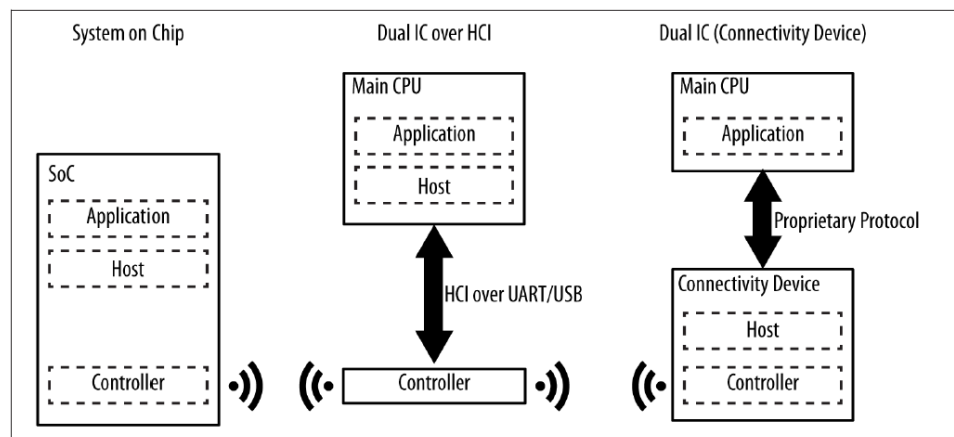 System on Chip
SoC
Application
Host
Controller
Dual IC over HCI
Main CPU
Application
Host
HCI over UART/USB
Controller
Dual IC (Connectivity Device)
Main CPU
Application
Proprietary Protocol
Connectivity Device
Host
Controller